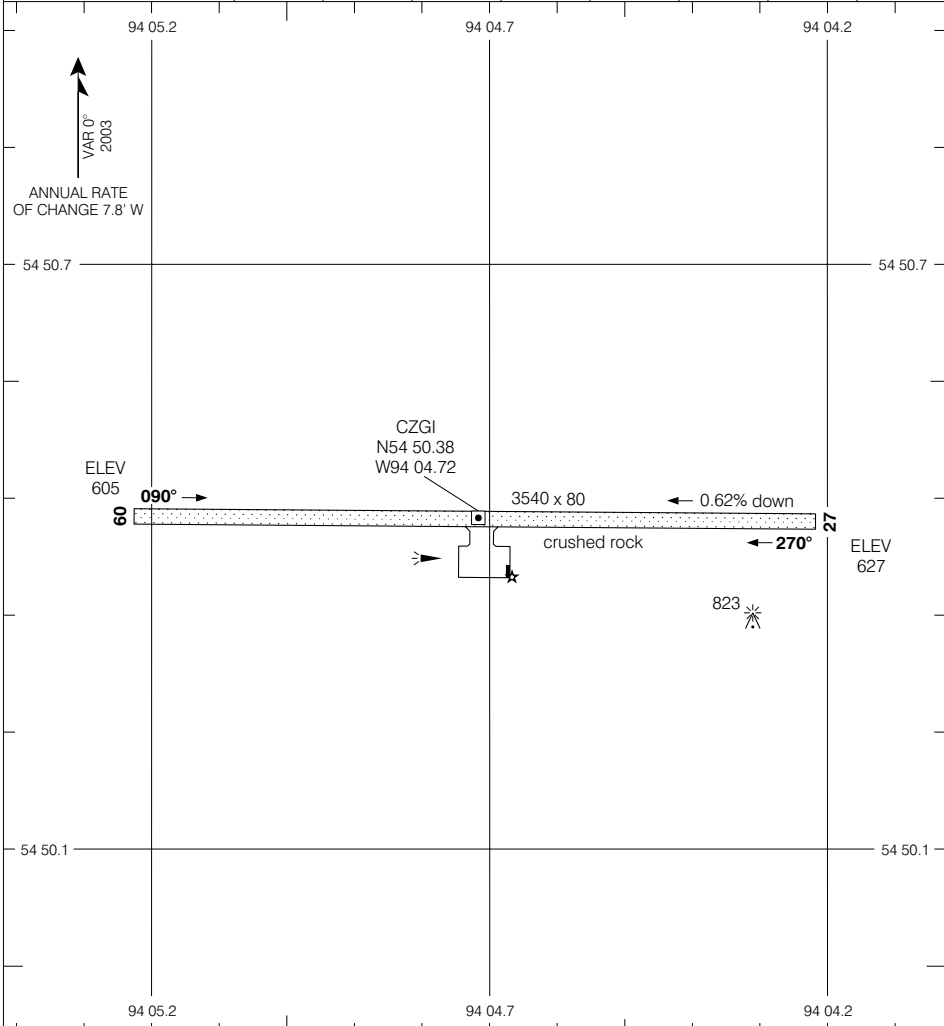 94 05.2
94 04.7
94 04.2
VAR 0°
2003
ANNUAL RATE
OF CHANGE 7.8' W
54 50.7
54 50.7
CZGI
N54 50.38
W94 04.72
ELEV
605
090°
09
3540 x 80
0.62% down
27
crushed rock
270°
ELEV
627
823
54 50.1
54 50.1
94 05.2
94 04.7
94 04.2